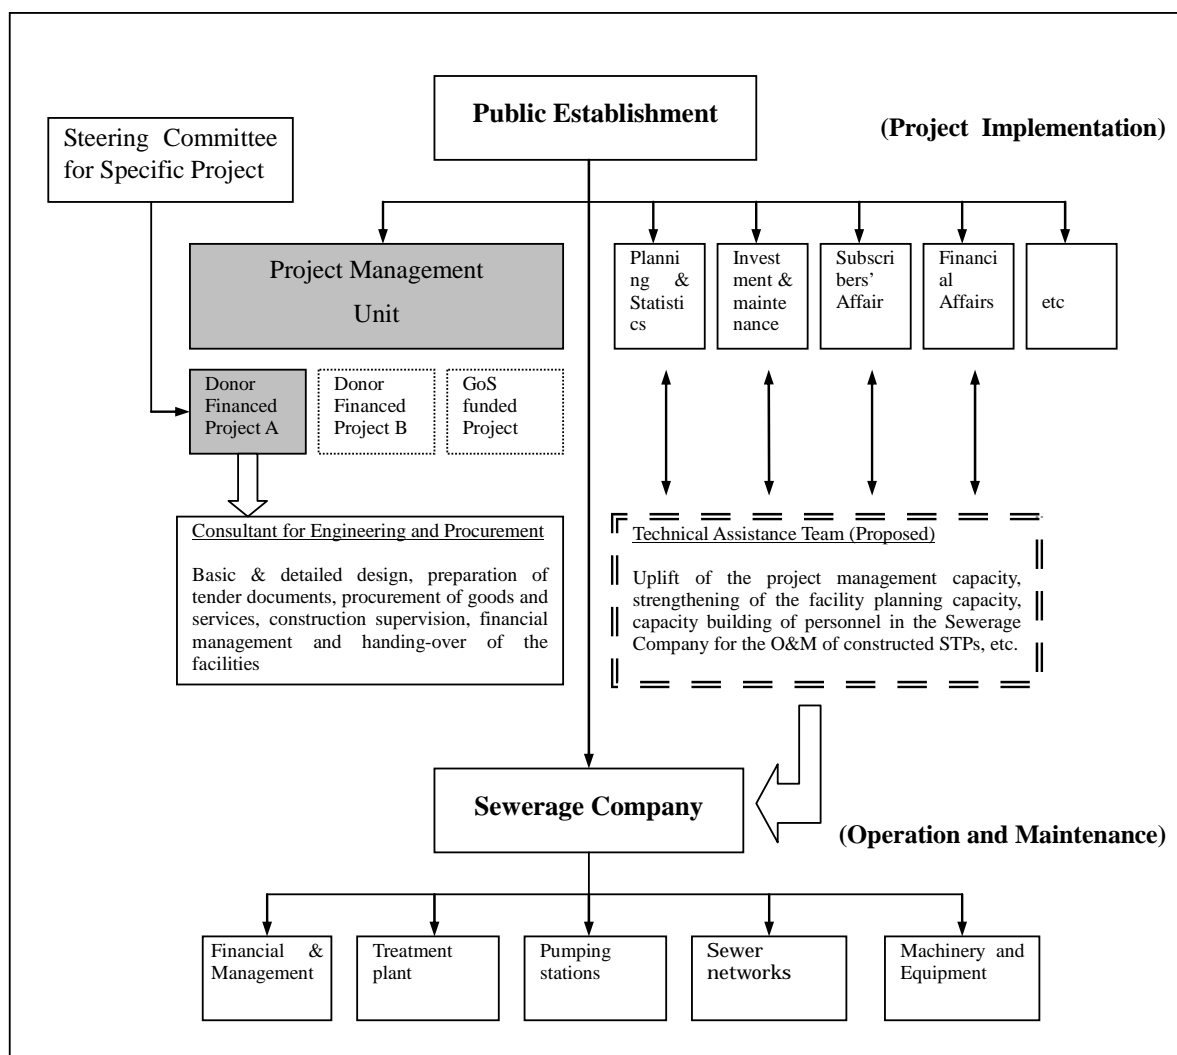 Public Establishment
(Project Implementation)
Steering Committee
for Specific Project
Project Management
Unit
Planni
ng &
Statisti
cs
Invest
ment &
mainte
nance
Subscri
bers’
Affair
Financi
al
Affairs
etc
Donor
Financed
Project A
Donor
Financed
Project B
GoS
funded
Project
Consultant for Engineering and Procurement
Basic & detailed design, preparation of
tender documents, procurement of goods and
services, construction supervision, financial
management and handing-over of the
facilities
Technical Assistance Team (Proposed)
Uplift of the project management capacity,
strengthening of the facility planning capacity,
capacity building of personnel in the Sewerage
Company for the O&M of constructed STPs, etc.
Sewerage Company
(Operation and Maintenance)
Financial &
Management
Treatment
plant
Pumping
stations
Sewer
networks
Machinery and
Equipment